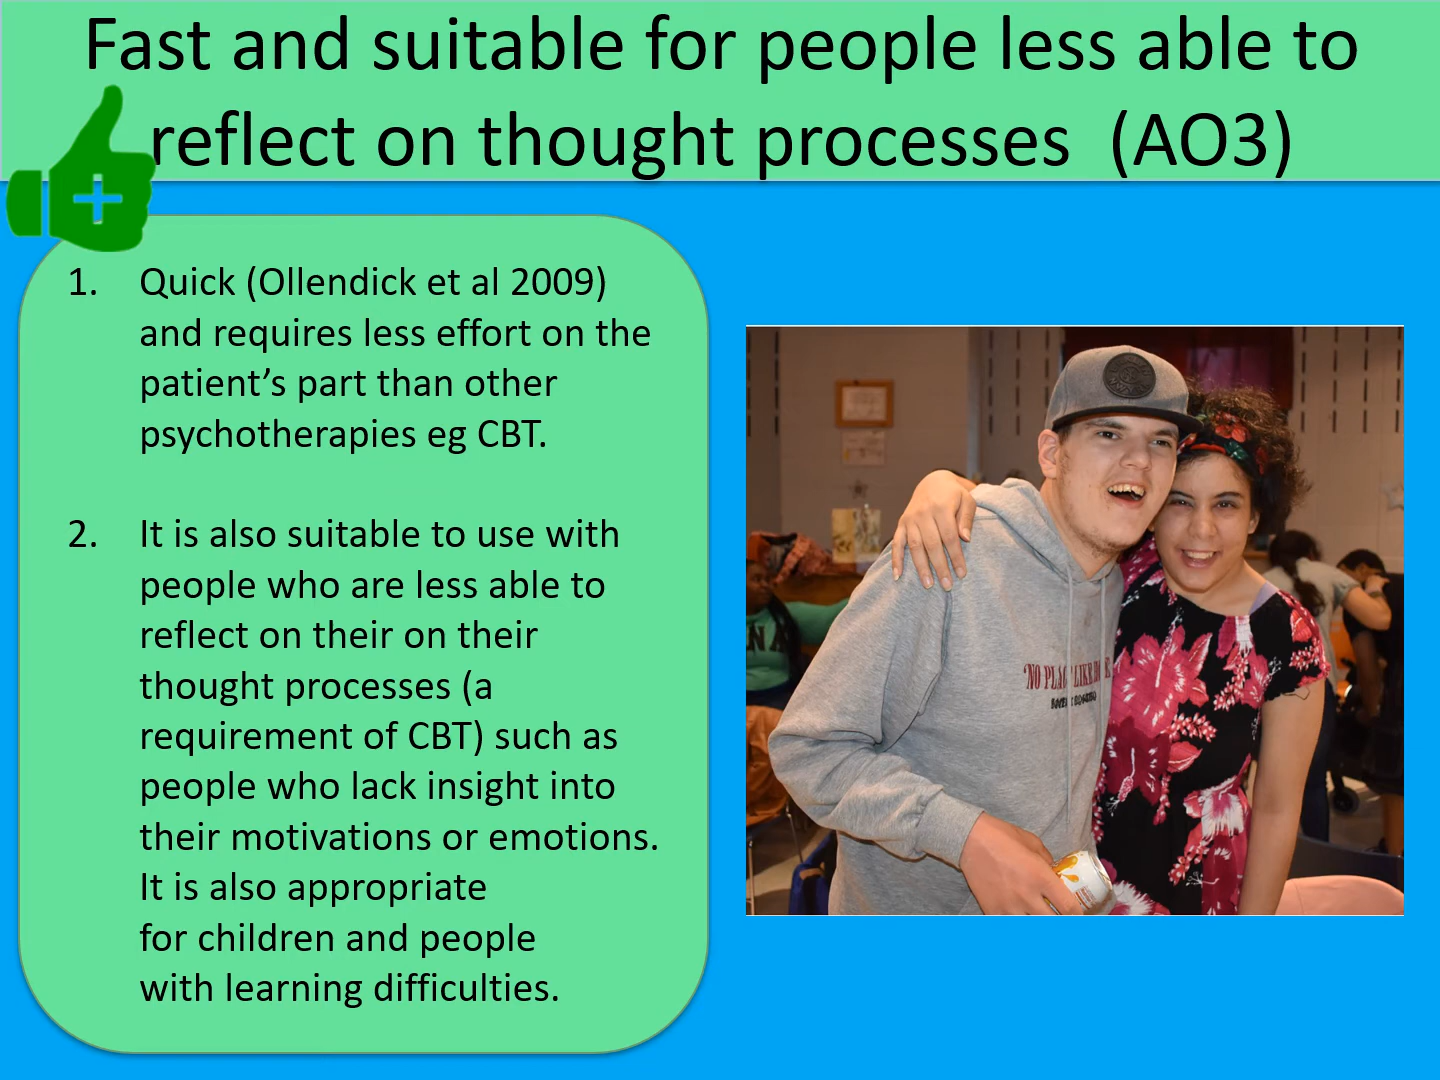 Fast and suitable for people less able to
reflect on thought processes (AO3)
1. Quick (Ollendick et al 2009)
and requires less effort on the
patient’s part than other
psychotherapies eg CBT.
2. It is also suitable to use with
people who are less able to
reflect on their on their
thought processes (a
requirement of CBT) such as
people who lack insight into
their motivations or emotions.
It is also appropriate
for children and people
with learning difficulties.
'NO PLA LIKE